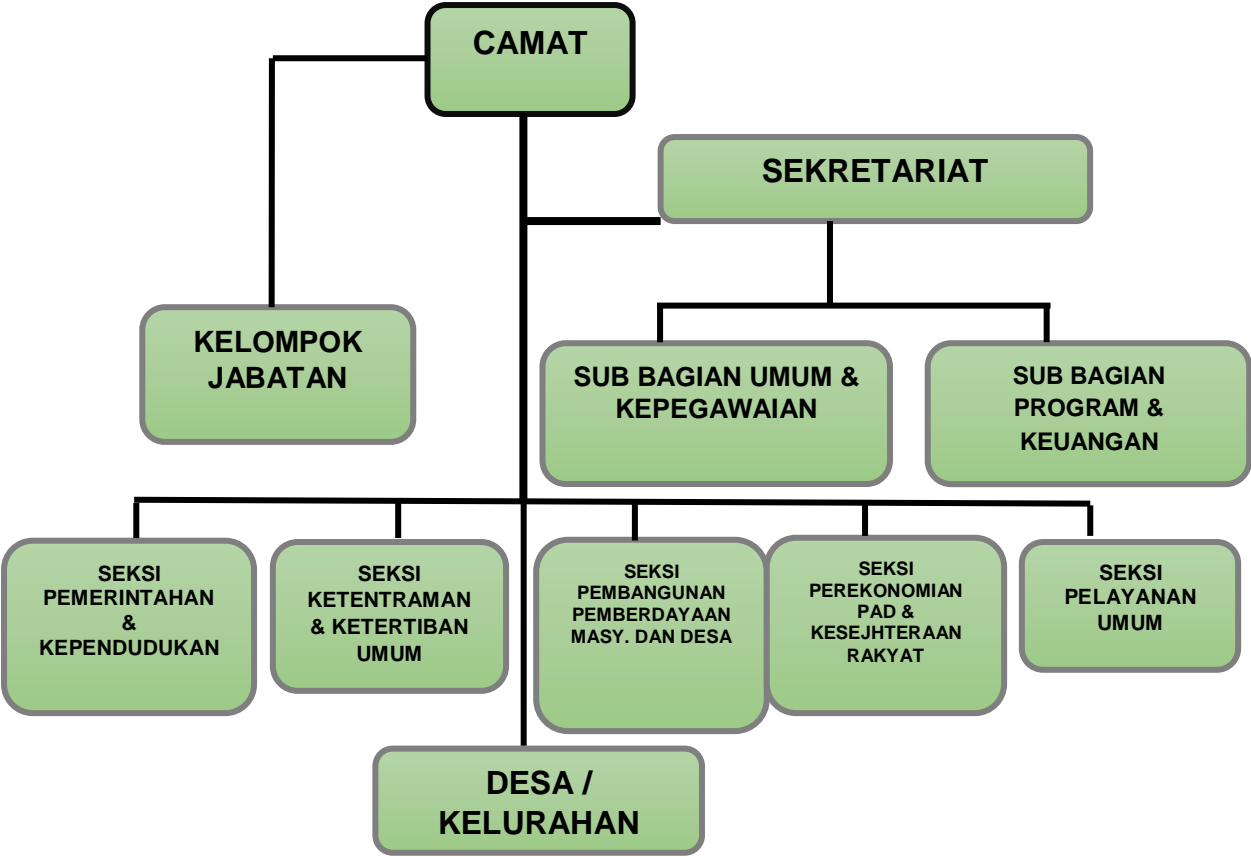 CAMAT
SEKRETARIAT
KELOMPOK
JABATAN
SUB BAGIAN UMUM &
KEPEGAWAIAN
SUB BAGIAN
PROGRAM &
KEUANGAN
SEKSI
PEMERINTAHAN
&
KEPENDUDUKAN
SEKSI
KETENTRAMAN
& KETERTIBAN
UMUM
SEKSI
PEMBANGUNAN
PEMBERDAYAAN
MASY. DAN DESA
SEKSI
PEREKONOMIAN
PAD &
KESEJHTERAAN
RAKYAT
SEKSI
PELAYANAN
UMUM
DESA /
KELURAHAN